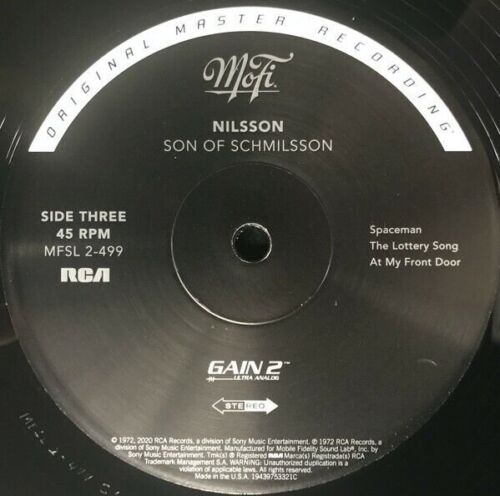 ORIGINAL MASTER RECORDING
MoFi
NILSSON
SON OF SCHMILSSON
SIDE THREE
45 RPM
MFSL 2-499
RCA
Spaceman
The Lottery Song
At My Front Door
GAIN 2™
ULTRA ANALOG
STEREO
© 1972, 2020 RCA Records, a division of Sony Music Entertainment. ℗ 1972 RCA Records, a
division of Sony Music Entertainment. Manufactured for Mobile Fidelity Sound Lab®, Inc. by
Sony Music Entertainment. Tmk(s) ® Registered RCA Marca(s) Registrada(s) RCA
Trademark Management S.A. WARNING: Unauthorized duplication is a
violation of applicable laws. All rights reserved.
Made in the U.S.A. 19439753321C